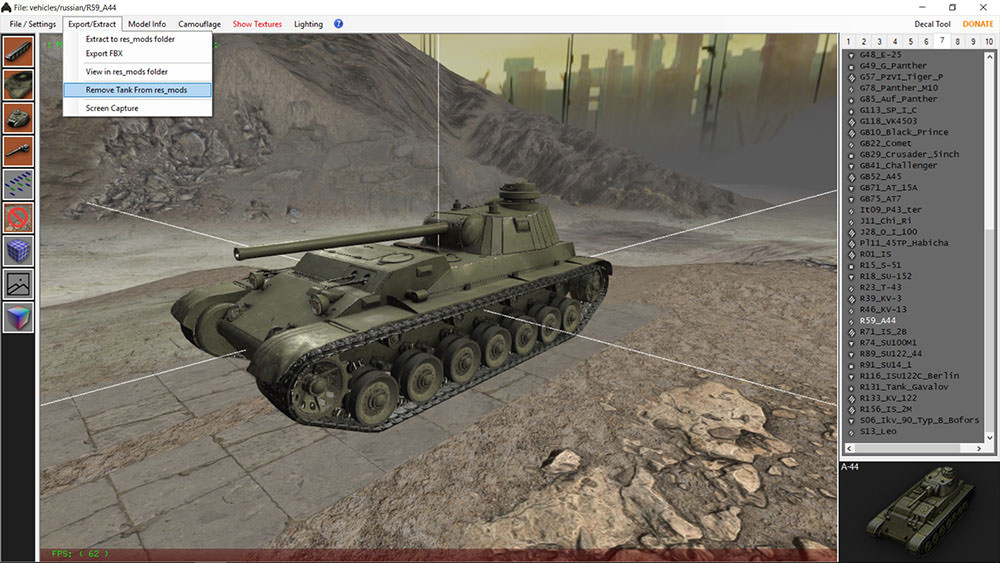 File: vehicles/russian/R59_A44
File / Settings Export/Extract Model Info Camouflage Show Textures Lighting ? Decal Tool DONATE
Extract to res_mods folder
Export FBX
View in res_mods folder
Remove Tank From res_mods
Screen Capture
1 2 3 4 5 6 7 8 9 10
G48_E-25
G49_G_Panther
G57_PzVI_Tiger_P
G78_Panther_M10
G85_Auf_Panther
G113_SP_I_C
G118_VK4503
GB10_Black_Prince
GB22_Comet
GB29_Crusader_5inch
GB41_Challenger
GB52_A45
GB71_AT_15A
GB75_AT7
It09_P43_ter
J11_Chi_Ri
J28_O_I_100
Pl11_45TP_Habicha
R01_IS
R15_S-51
R18_SU-152
R23_T-43
R39_KV-3
R46_KV-13
R59_A44
R71_IS_2B
R74_SU100M1
R89_SU122_44
R91_SU14_1
R116_ISU122C_Berlin
R131_Tank_Gavalov
R133_KV_122
R156_IS_2M
S06_Ikv_90_Typ_B_Bofors
S13_Leo
A-44
FPS: ( 62 )